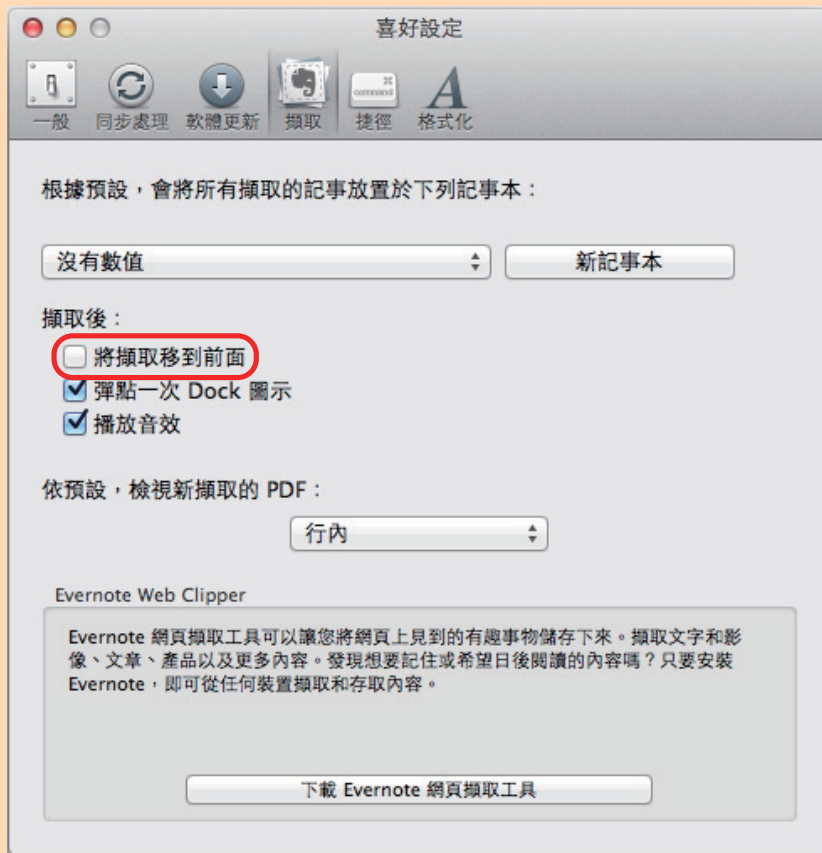 喜好設定
一般
同步處理
軟體更新
擷取
⌘
command
捷徑
A
格式化
根據預設，會將所有擷取的記事放置於下列記事本：
沒有數值
新記事本
擷取後：
將擷取移到前面
彈點一次 Dock 圖示
播放音效
依預設，檢視新擷取的 PDF：
行內
Evernote Web Clipper
Evernote 網頁擷取工具可以讓您將網頁上見到的有趣事物儲存下來。擷取文字和影
像、文章、產品以及更多內容。發現想要記住或希望日後閱讀的內容嗎？只要安裝
Evernote，即可從任何裝置擷取和存取內容。
下載 Evernote 網頁擷取工具